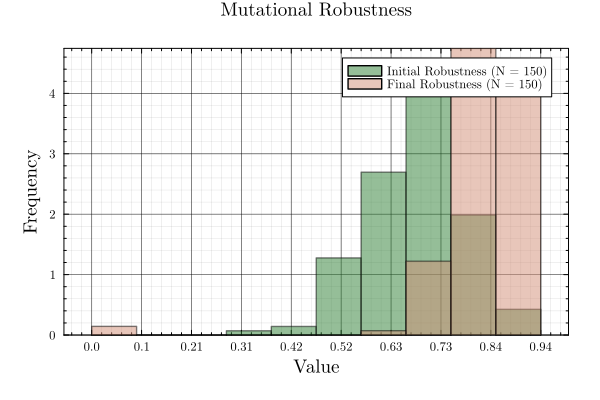 Mutational Robustness
Initial Robustness (N = 150)
Final Robustness (N = 150)
Frequency
4
3
2
1
0
0.0 0.1 0.21 0.31 0.42 0.52 0.63 0.73 0.84 0.94
Value